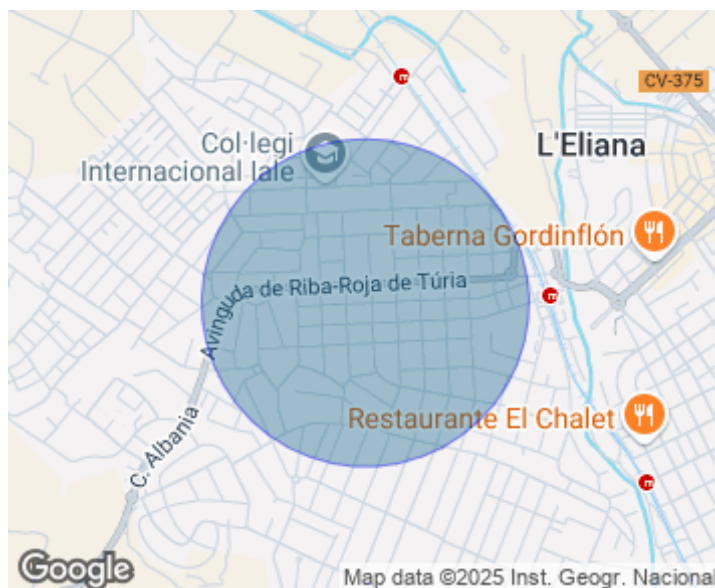 CV-375
Col·legi
Internacional Iale
L'Eliana
Taberna Gordinflón
Avinguda de Riba-Roja de Túria
C. Albania
Restaurante El Chalet
Google
Map data ©2025 Inst. Geogr. Nacional